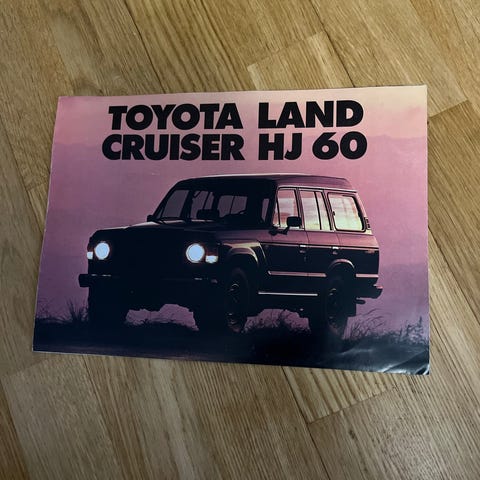 TOYOTA LAND
CRUISER HJ 60